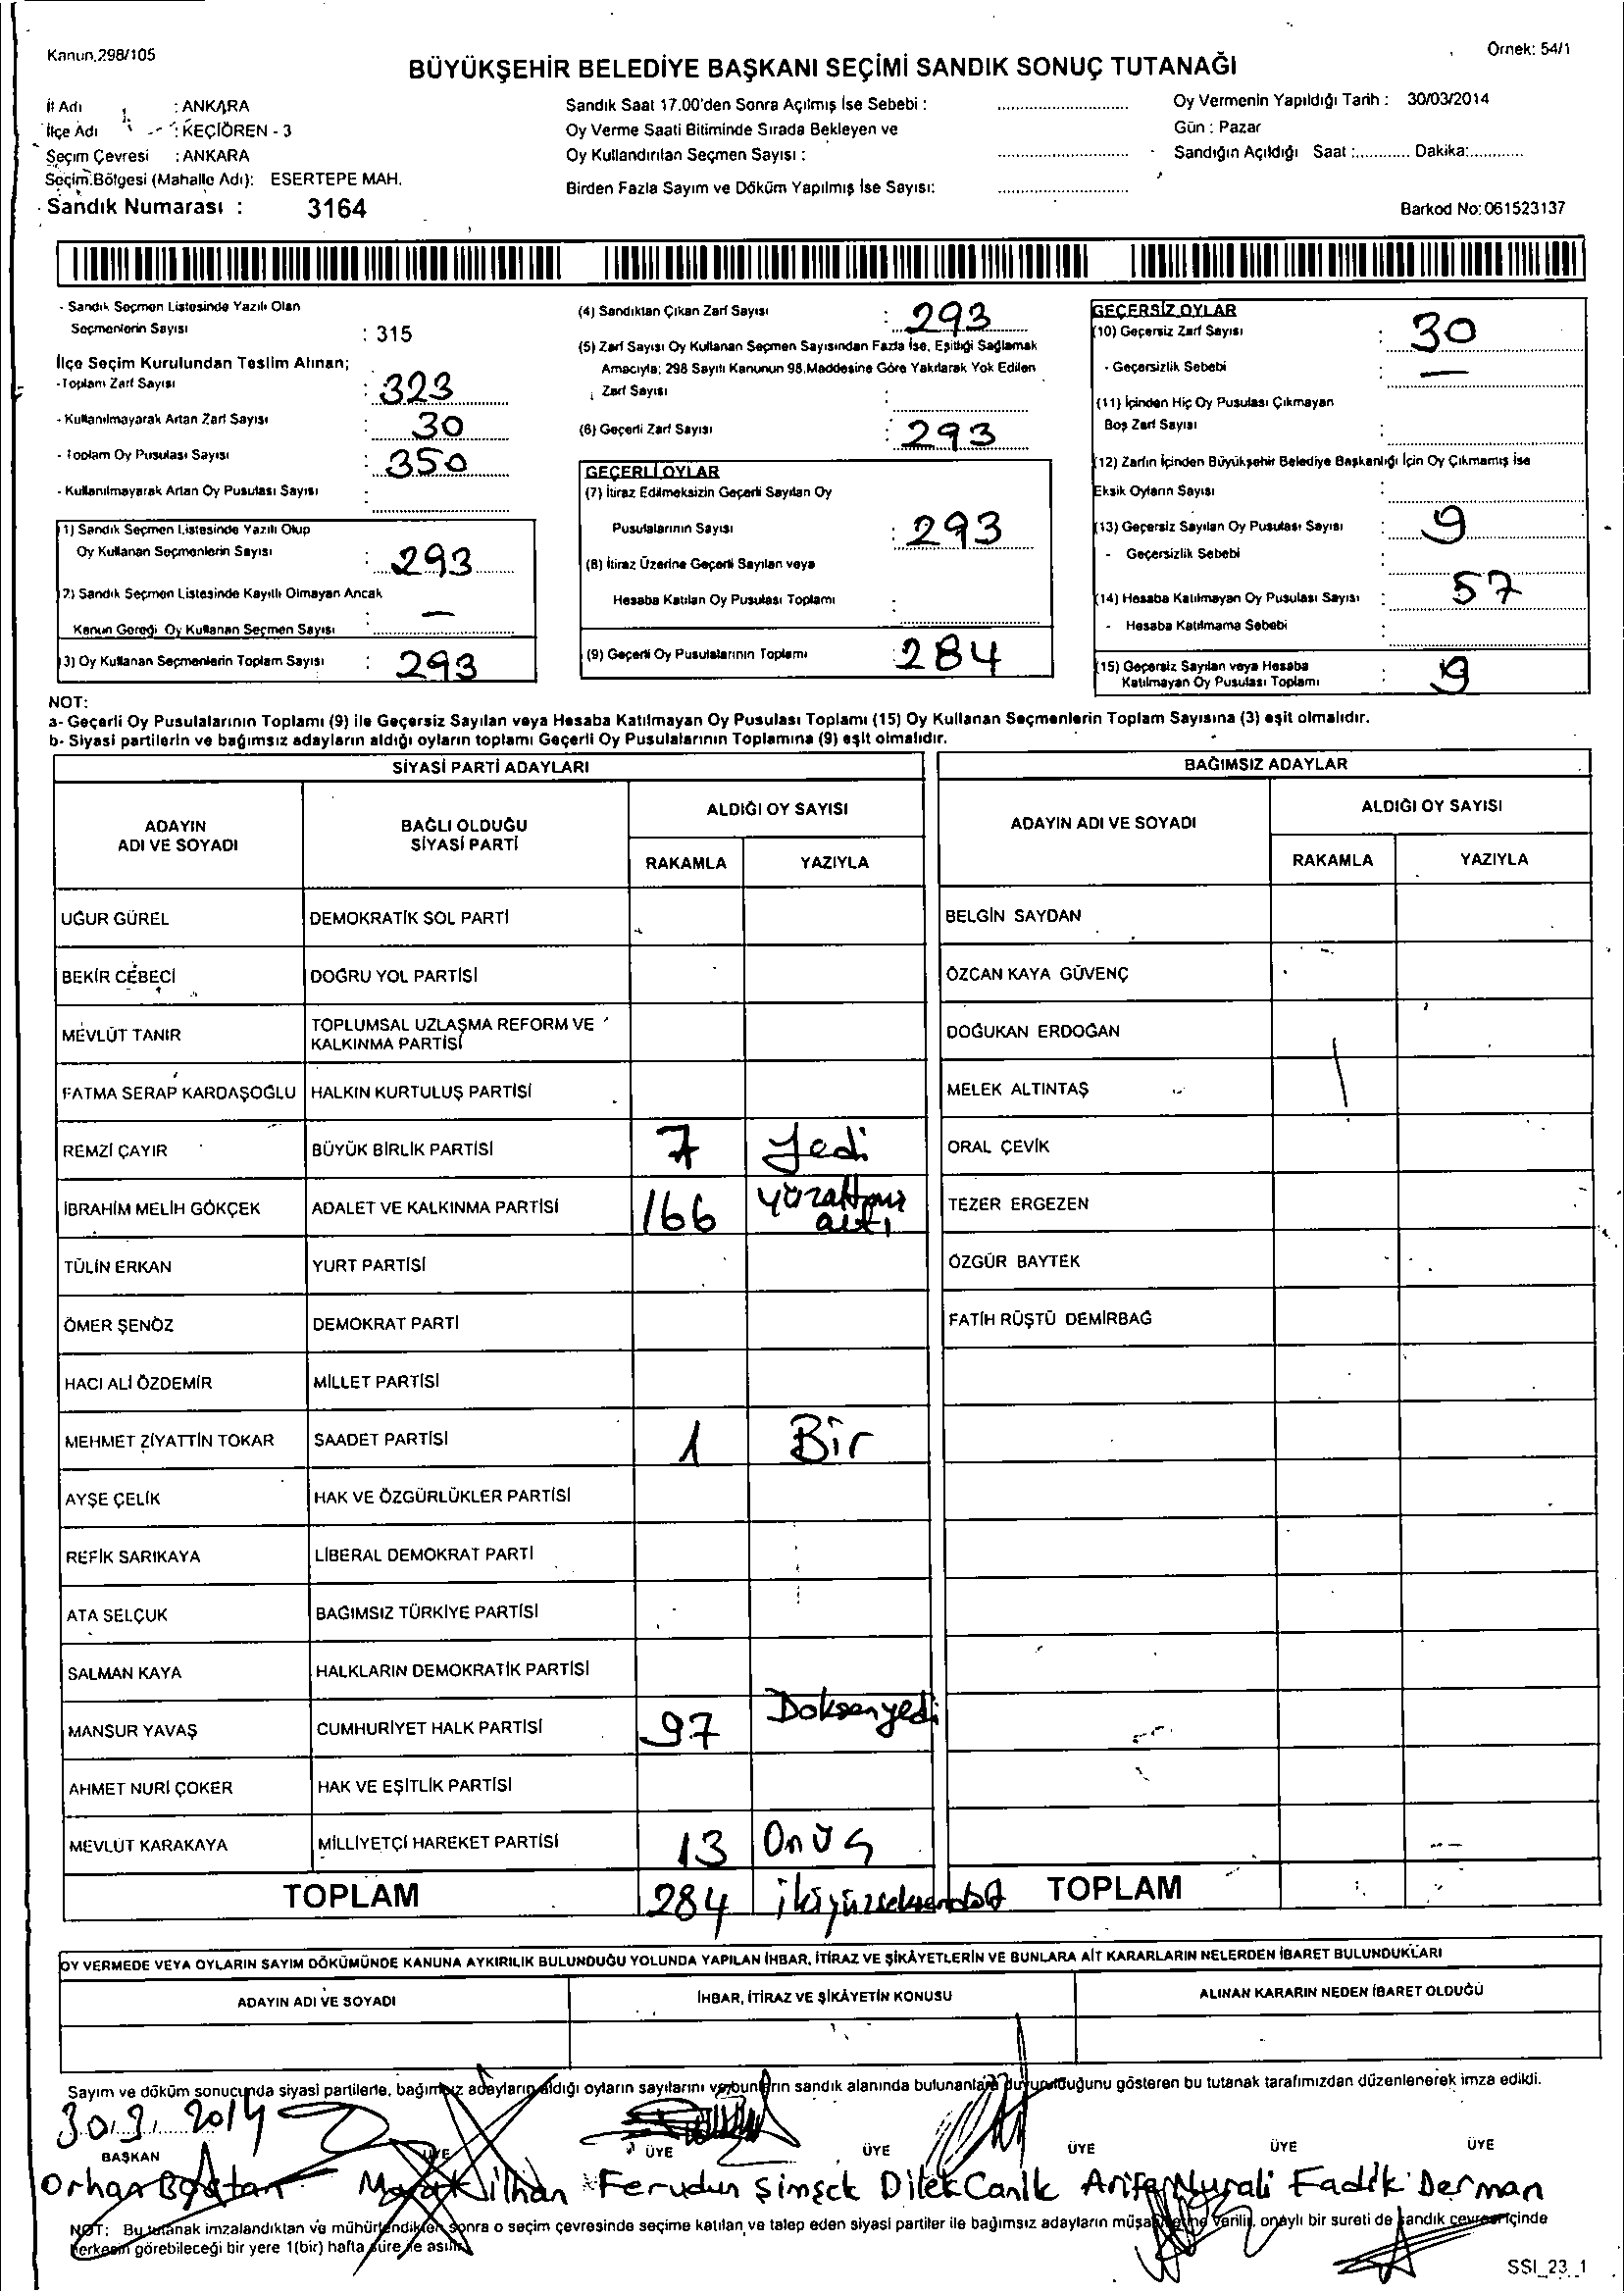 Kanun.298/105
Örnek: 54/1
BÜYÜKŞEHİR BELEDİYE BAŞKANI SEÇİMİ SANDIK SONUÇ TUTANAĞI
İl Adı : ANKARA
İlçe Adı : KEÇİÖREN - 3
Seçim Çevresi : ANKARA
Seçim Bölgesi (Mahalle Adı): ESERTEPE MAH.
Sandık Numarası : 3164
Sandık Saat 17.00'den Sonra Açılmış İse Sebebi :
Oy Verme Saati Bitiminde Sırada Bekleyen ve
Oy Kullandırılan Seçmen Sayısı :
Birden Fazla Sayım ve Döküm Yapılmış İse Sayısı:
Oy Vermenin Yapıldığı Tarih : 30/03/2014
Gün : Pazar
Sandığın Açıldığı Saat :............ Dakika:............
Barkod No:061523137
- Sandık Seçmen Listesinde Yazılı Olan
Seçmenlerin Sayısı : 315
İlçe Seçim Kurulundan Teslim Alınan;
-Toplam Zarf Sayısı : 323
- Kullanılmayarak Artan Zarf Sayısı : 30
- Toplam Oy Pusulası Sayısı : 350
- Kullanılmayarak Artan Oy Pusulası Sayısı :
1) Sandık Seçmen Listesinde Yazılı Olup
Oy Kullanan Seçmenlerin Sayısı : 293
2) Sandık Seçmen Listesinde Kayıtlı Olmayan Ancak
Kanun Gereği Oy Kullanan Seçmen Sayısı : —
3) Oy Kullanan Seçmenlerin Toplam Sayısı : 293
(4) Sandıktan Çıkan Zarf Sayısı : 293
(5) Zarf Sayısı Oy Kullanan Seçmen Sayısından Fazla İse, Eşitliği Sağlamak
Amacıyla; 298 Sayılı Kanunun 98.Maddesine Göre Yakılarak Yok Edilen
Zarf Sayısı :
(6) Geçerli Zarf Sayısı : 293
GEÇERLİ OYLAR
(7) İtiraz Edilmeksizin Geçerli Sayılan Oy
Pusulalarının Sayısı : 293
(8) İtiraz Üzerine Geçerli Sayılan veya
Hesaba Katılan Oy Pusulası Toplamı :
(9) Geçerli Oy Pusulalarının Toplamı : 284
GEÇERSİZ OYLAR
(10) Geçersiz Zarf Sayısı : 30
- Geçersizlik Sebebi : —
(11) İçinden Hiç Oy Pusulası Çıkmayan
Boş Zarf Sayısı :
(12) Zarfın İçinden Büyükşehir Belediye Başkanlığı İçin Oy Çıkmamış İse
Eksik Oyların Sayısı :
(13) Geçersiz Sayılan Oy Pusulası Sayısı : 9
- Geçersizlik Sebebi :
(14) Hesaba Katılmayan Oy Pusulası Sayısı : 57
- Hesaba Katılmama Sebebi :
(15) Geçersiz Sayılan veya Hesaba
Katılmayan Oy Pusulası Toplamı : 9
NOT:
a- Geçerli Oy Pusulalarının Toplamı (9) ile Geçersiz Sayılan veya Hesaba Katılmayan Oy Pusulası Toplamı (15) Oy Kullanan Seçmenlerin Toplam Sayısına (3) eşit olmalıdır.
b- Siyasi partilerin ve bağımsız adayların aldığı oyların toplamı Geçerli Oy Pusulalarının Toplamına (9) eşit olmalıdır.
SİYASİ PARTİ ADAYLARI
ADAYIN ADI VE SOYADI
BAĞLI OLDUĞU SİYASİ PARTİ
ALDIĞI OY SAYISI
RAKAMLA YAZIYLA
UĞUR GÜREL DEMOKRATİK SOL PARTİ
BEKİR CEBECİ DOĞRU YOL PARTİSİ
MEVLÜT TANIR TOPLUMSAL UZLAŞMA REFORM VE KALKINMA PARTİSİ
FATMA SERAP KARDAŞOĞLU HALKIN KURTULUŞ PARTİSİ
REMZİ ÇAYIR BÜYÜK BİRLİK PARTİSİ 7 Yedi
İBRAHİM MELİH GÖKÇEK ADALET VE KALKINMA PARTİSİ 166 yüzaltmış altı
TÜLİN ERKAN YURT PARTİSİ
ÖMER ŞENÖZ DEMOKRAT PARTİ
HACI ALİ ÖZDEMİR MİLLET PARTİSİ
MEHMET ZİYATTİN TOKAR SAADET PARTİSİ 1 Bir
AYŞE ÇELİK HAK VE ÖZGÜRLÜKLER PARTİSİ
REFİK SARIKAYA LİBERAL DEMOKRAT PARTİ
ATA SELÇUK BAĞIMSIZ TÜRKİYE PARTİSİ
SALMAN KAYA HALKLARIN DEMOKRATİK PARTİSİ
MANSUR YAVAŞ CUMHURİYET HALK PARTİSİ 97 Doksanyedi
AHMET NURİ ÇOKER HAK VE EŞİTLİK PARTİSİ
MEVLÜT KARAKAYA MİLLİYETÇİ HAREKET PARTİSİ 13 Onüç
TOPLAM 284 ikiyüzseksendört
BAĞIMSIZ ADAYLAR
ADAYIN ADI VE SOYADI
ALDIĞI OY SAYISI
RAKAMLA YAZIYLA
BELGİN SAYDAN
ÖZCAN KAYA GÜVENÇ
DOĞUKAN ERDOĞAN
MELEK ALTINTAŞ
ORAL ÇEVİK
TEZER ERGEZEN
ÖZGÜR BAYTEK
FATİH RÜŞTÜ DEMİRBAĞ
TOPLAM
OY VERMEDE VEYA OYLARIN SAYIM DÖKÜMÜNDE KANUNA AYKIRILIK BULUNDUĞU YOLUNDA YAPILAN İHBAR, İTİRAZ VE ŞİKÂYETLERİN VE BUNLARA AİT KARARLARIN NELERDEN İBARET BULUNDUKLARI
ADAYIN ADI VE SOYADI
İHBAR, İTİRAZ VE ŞİKÂYETİN KONUSU
ALINAN KARARIN NEDEN İBARET OLDUĞU
Sayım ve döküm sonucunda siyasi partilerle, bağımsız adayların aldığı oyların sayılarını ve bunların sandık alanında bulunanlara duyurulduğunu gösteren bu tutanak tarafımızdan düzenlenerek imza edildi.
30.3.2014
BAŞKAN ÜYE ÜYE ÜYE ÜYE ÜYE ÜYE
Orhan Bostan
İlhan
Ferudun Şimşek
Dilek Canik
Arife Nurali
Fadik Derman
NOT: Bu tutanak imzalandıktan ve mühürlendikten sonra o seçim çevresinde seçime katılan ve talep eden siyasi partiler ile bağımsız adayların müşahitlerine verilir, onaylı bir sureti de sandık çevresi içinde
herkesin görebileceği bir yere 1(bir) hafta süre ile asılır.
SSI_23_1